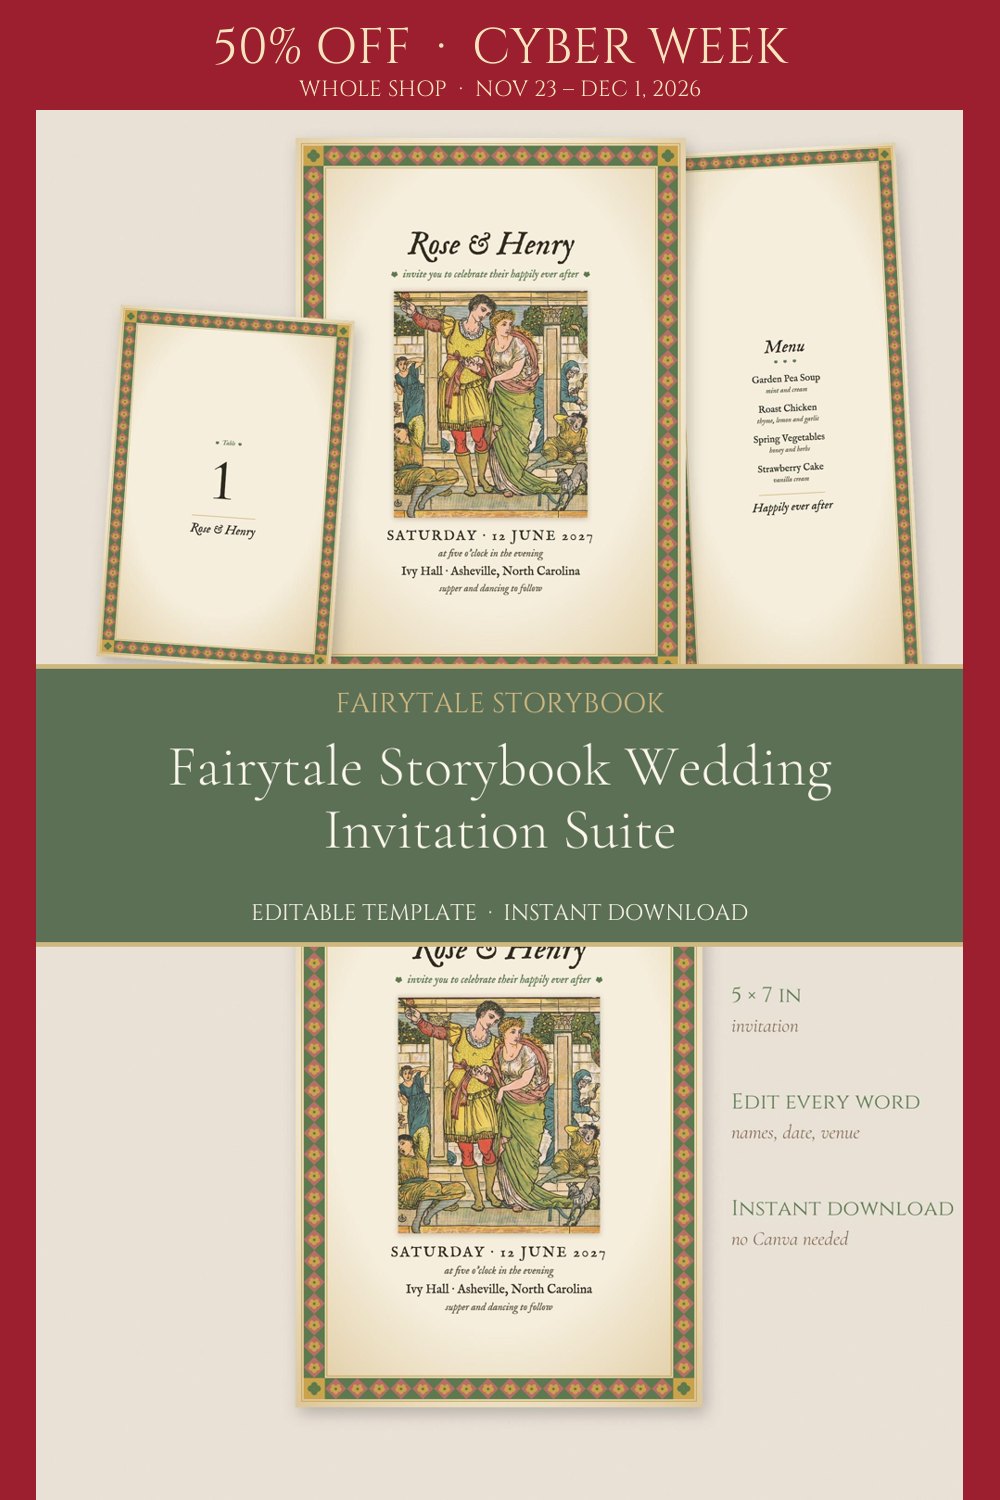 50% OFF · CYBER WEEK
WHOLE SHOP · NOV 23 – DEC 1, 2026
Rose & Henry
invite you to celebrate their happily ever after
SATURDAY · 12 JUNE 2027
at five o'clock in the evening
Ivy Hall · Asheville, North Carolina
supper and dancing to follow
Table
1
Rose & Henry
Menu
Garden Pea Soup
mint and cream
Roast Chicken
thyme, lemon and garlic
Spring Vegetables
honey and herbs
Strawberry Cake
vanilla cream
Happily ever after
FAIRYTALE STORYBOOK
Fairytale Storybook Wedding
Invitation Suite
EDITABLE TEMPLATE · INSTANT DOWNLOAD
Rose & Henry
invite you to celebrate their happily ever after
SATURDAY · 12 JUNE 2027
at five o'clock in the evening
Ivy Hall · Asheville, North Carolina
supper and dancing to follow
5 × 7 IN
invitation
EDIT EVERY WORD
names, date, venue
INSTANT DOWNLOAD
no Canva needed